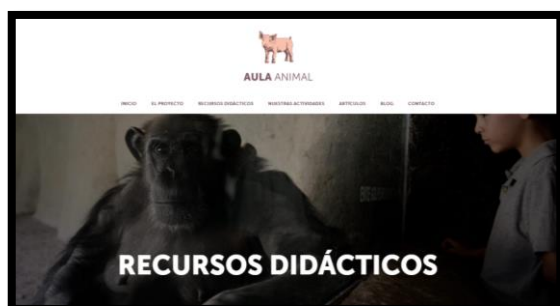 AULA ANIMAL
INICIO EL PROYECTO RECURSOS DIDÁCTICOS NUESTRAS ACTIVIDADES ARTÍCULOS BLOG CONTACTO
RECURSOS DIDÁCTICOS